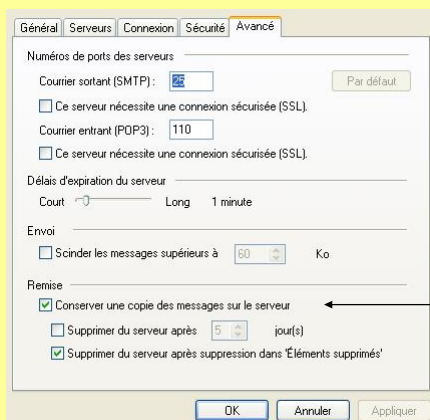 Général Serveurs Connexion Sécurité Avancé
Numéros de ports des serveurs
Courrier sortant (SMTP) : 25 Par défaut
Ce serveur nécessite une connexion sécurisée (SSL).
Courrier entrant (POP3) : 110
Ce serveur nécessite une connexion sécurisée (SSL).
Délais d'expiration du serveur
Court Long 1 minute
Envoi
Scinder les messages supérieurs à 60 Ko
Remise
Conserver une copie des messages sur le serveur
Supprimer du serveur après 5 jour(s)
Supprimer du serveur après suppression dans 'Éléments supprimés'
OK Annuler Appliquer